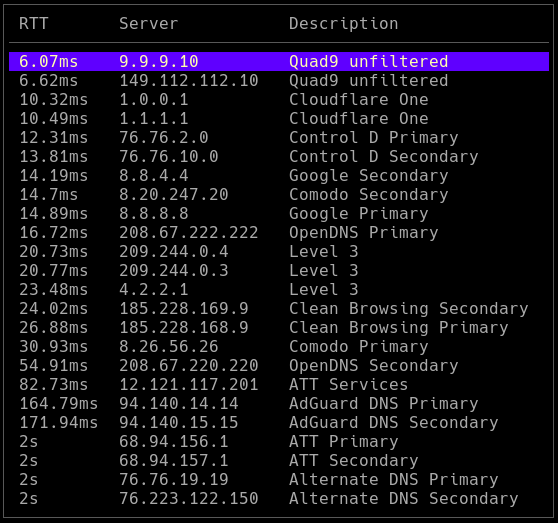 RTT Server Description
6.07ms 9.9.9.10 Quad9 unfiltered
6.62ms 149.112.112.10 Quad9 unfiltered
10.32ms 1.0.0.1 Cloudflare One
10.49ms 1.1.1.1 Cloudflare One
12.31ms 76.76.2.0 Control D Primary
13.81ms 76.76.10.0 Control D Secondary
14.19ms 8.8.4.4 Google Secondary
14.7ms 8.20.247.20 Comodo Secondary
14.89ms 8.8.8.8 Google Primary
16.72ms 208.67.222.222 OpenDNS Primary
20.73ms 209.244.0.4 Level 3
20.77ms 209.244.0.3 Level 3
23.48ms 4.2.2.1 Level 3
24.02ms 185.228.169.9 Clean Browsing Secondary
26.88ms 185.228.168.9 Clean Browsing Primary
30.93ms 8.26.56.26 Comodo Primary
54.91ms 208.67.220.220 OpenDNS Secondary
82.73ms 12.121.117.201 ATT Services
164.79ms 94.140.14.14 AdGuard DNS Primary
171.94ms 94.140.15.15 AdGuard DNS Secondary
2s 68.94.156.1 ATT Primary
2s 68.94.157.1 ATT Secondary
2s 76.76.19.19 Alternate DNS Primary
2s 76.223.122.150 Alternate DNS Secondary